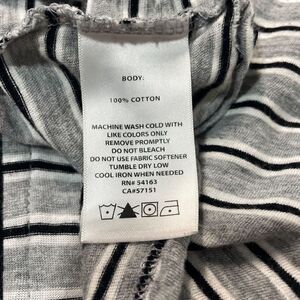 BODY:
100% COTTON
MACHINE WASH COLD WITH
LIKE COLORS ONLY
REMOVE PROMPTLY
DO NOT BLEACH
DO NOT USE FABRIC SOFTENER
TUMBLE DRY LOW
COOL IRON WHEN NEEDED
RN# 54163
CA#57151